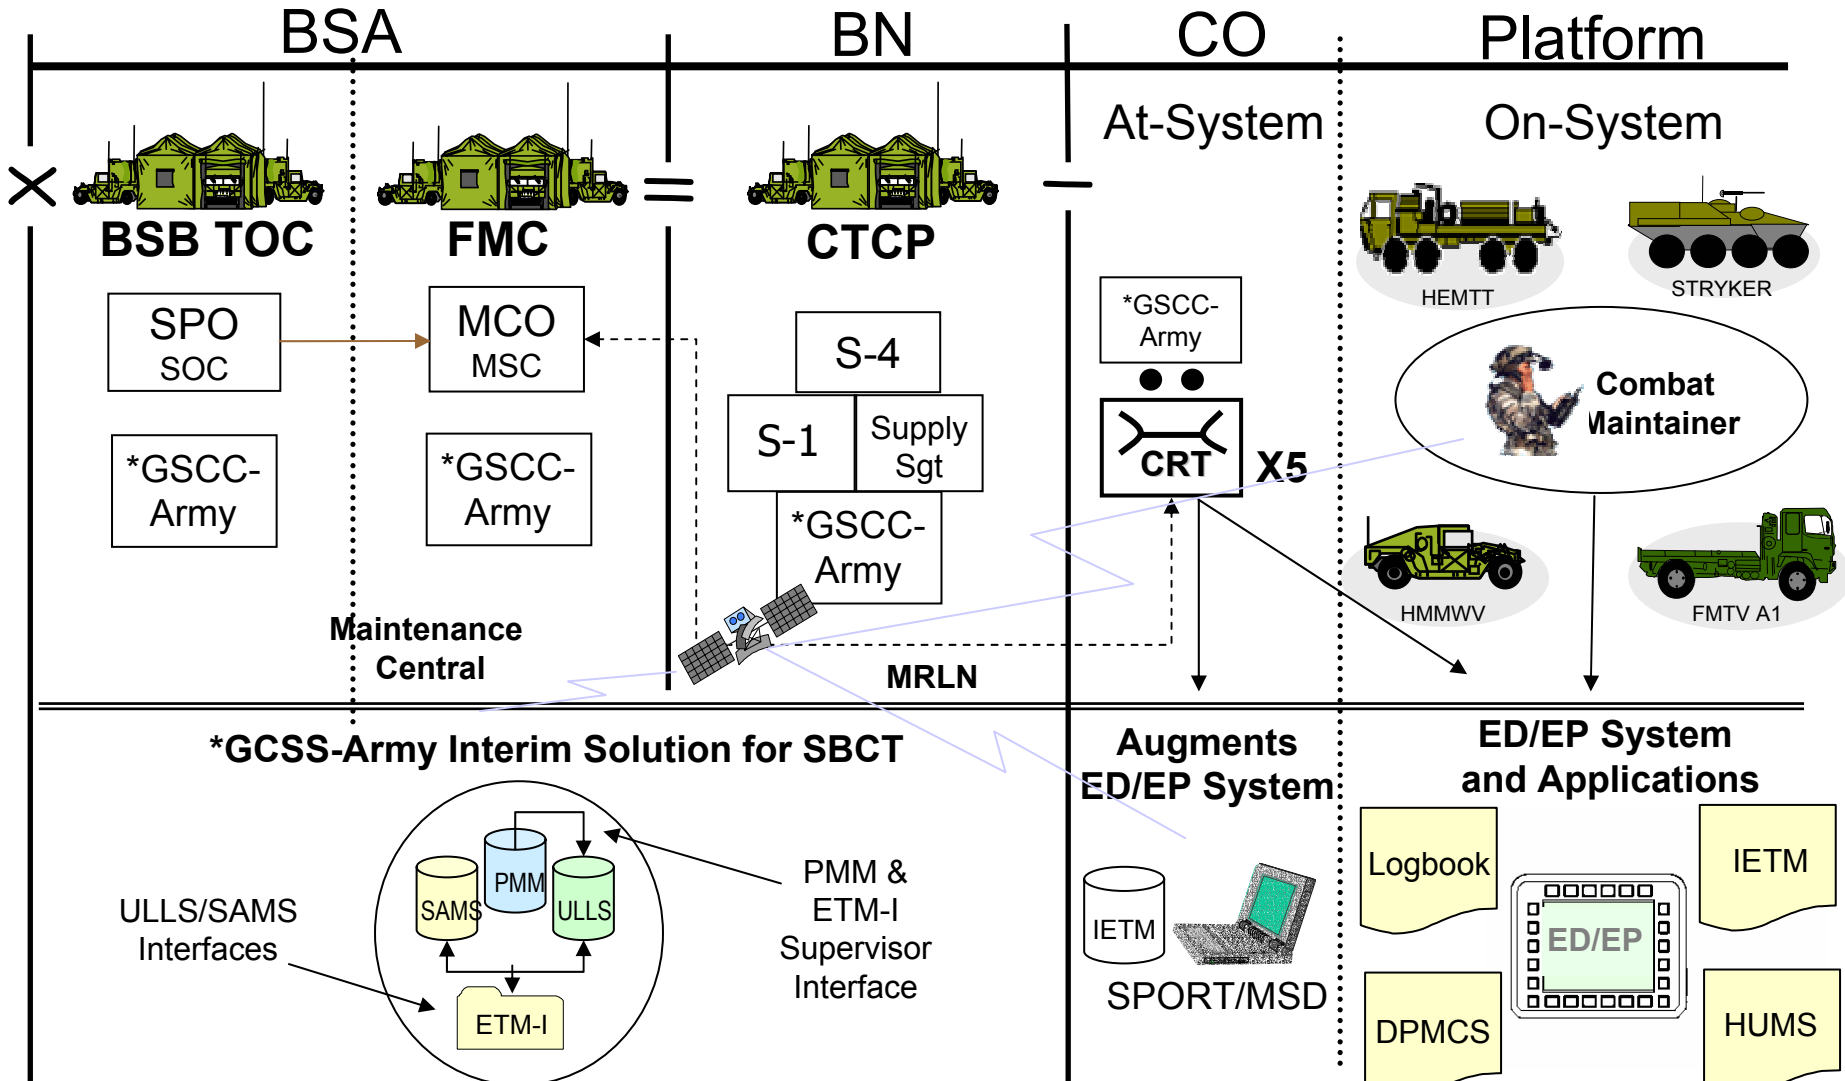 BSA
BN
CO
Platform
At-System
On-System
BSB TOC
FMC
CTCP
HEMTT
STRYKER
SPO
SOC
MCO
MSC
S-4
*GSCC-
Army
Combat
Maintainer
S-1
Supply
Sgt
CRT
X5
*GSCC-
Army
*GSCC-
Army
*GSCC-
Army
HMMWV
FMTV A1
Maintenance
Central
MRLN
*GCSS-Army Interim Solution for SBCT
Augments
ED/EP System
ED/EP System
and Applications
PMM
SAMS
ULLS
ETM-I
ULLS/SAMS
Interfaces
PMM &
ETM-I
Supervisor
Interface
IETM
SPORT/MSD
Logbook
IETM
ED/EP
DPMCS
HUMS